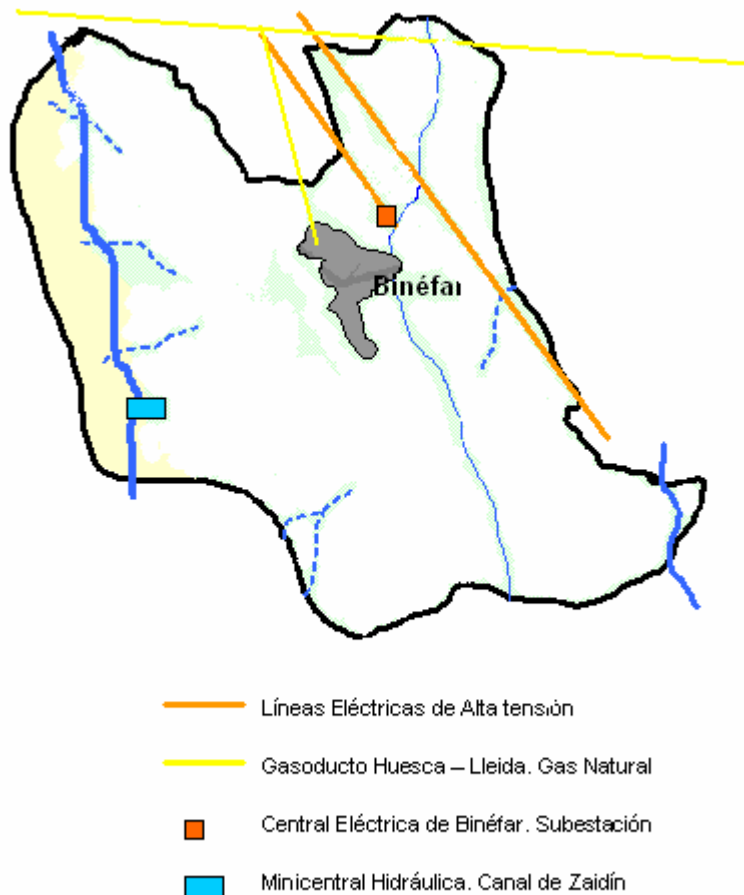 Binéfar
Líneas Eléctricas de Alta tensión
Gasoducto Huesca – Lleida. Gas Natural
Central Eléctrica de Binéfar. Subestación
Minicentral Hidráulica. Canal de Zaidín